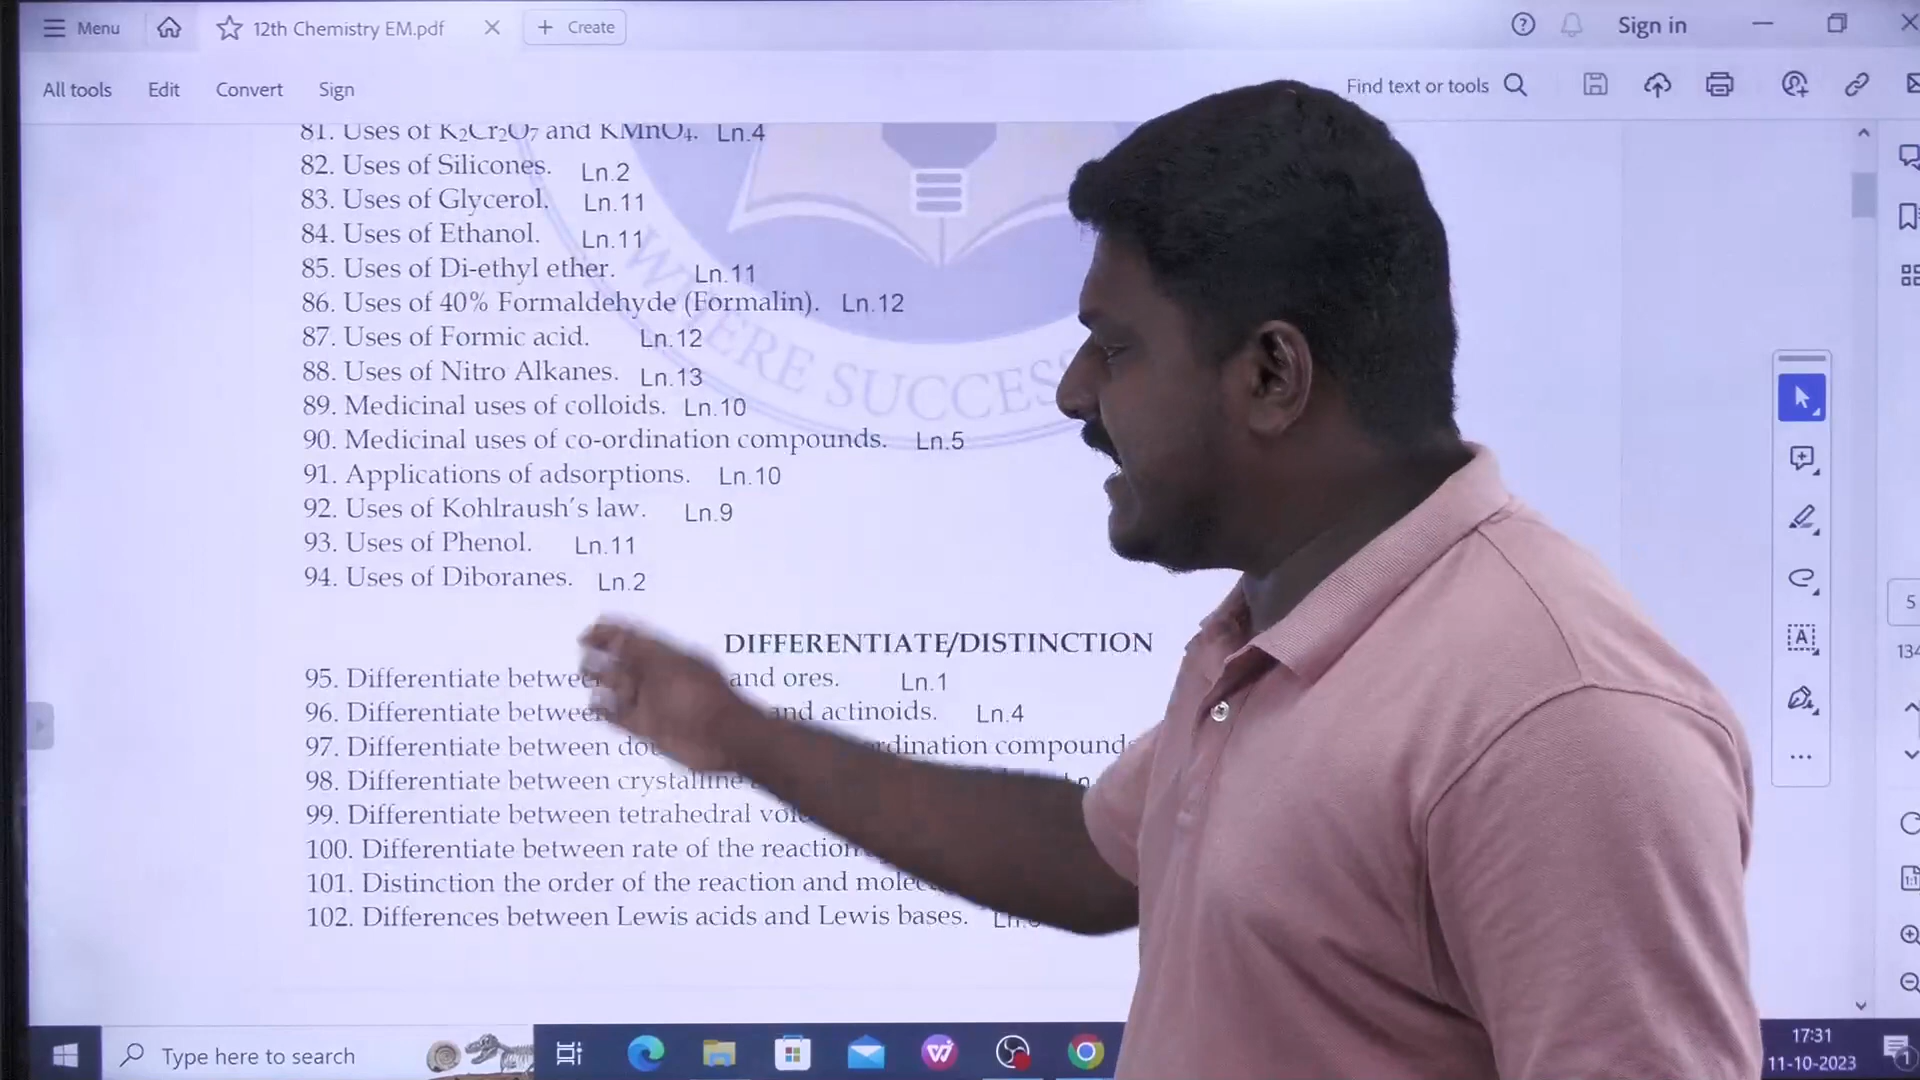 Menu 12th Chemistry EM.pdf Create Sign in
All tools Edit Convert Sign Find text or tools
81. Uses of K₂Cr₂O₇ and KMnO₄. Ln.4
82. Uses of Silicones. Ln.2
83. Uses of Glycerol. Ln.11
84. Uses of Ethanol. Ln.11
85. Uses of Di-ethyl ether. Ln.11
86. Uses of 40% Formaldehyde (Formalin). Ln.12
87. Uses of Formic acid. Ln.12
88. Uses of Nitro Alkanes. Ln.13
89. Medicinal uses of colloids. Ln.10
90. Medicinal uses of co-ordination compounds. Ln.5
91. Applications of adsorptions. Ln.10
92. Uses of Kohlraush's law. Ln.9
93. Uses of Phenol. Ln.11
94. Uses of Diboranes. Ln.2
WHERE SUCCESS
DIFFERENTIATE/DISTINCTION
95. Differentiate between and ores. Ln.1
96. Differentiate between and actinoids. Ln.4
97. Differentiate between compounds
98. Differentiate between crystalline
99. Differentiate between tetrahedral
100. Differentiate between rate of the reaction
101. Distinction the order of the reaction and
102. Differences between Lewis acids and Lewis bases.
5
134
Type here to search
17:31
11-10-2023
1